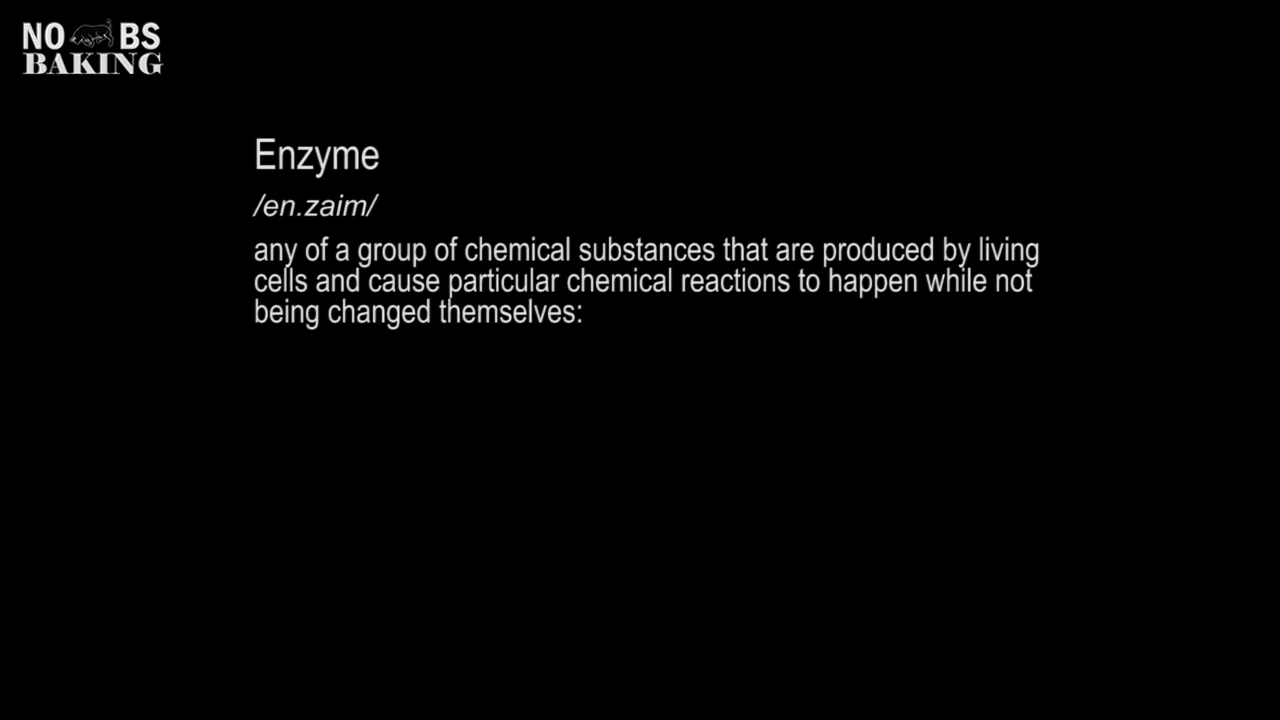 NO BS
BAKING
Enzyme
/en.zaim/
any of a group of chemical substances that are produced by living
cells and cause particular chemical reactions to happen while not
being changed themselves: